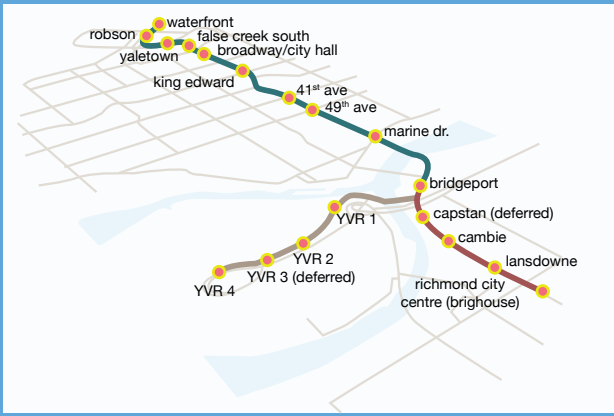 waterfront
robson
false creek south
yaletown
broadway/city hall
king edward
41st ave
49th ave
marine dr.
bridgeport
YVR 1
capstan (deferred)
cambie
YVR 2
lansdowne
YVR 3 (deferred)
YVR 4
richmond city
centre (brighouse)